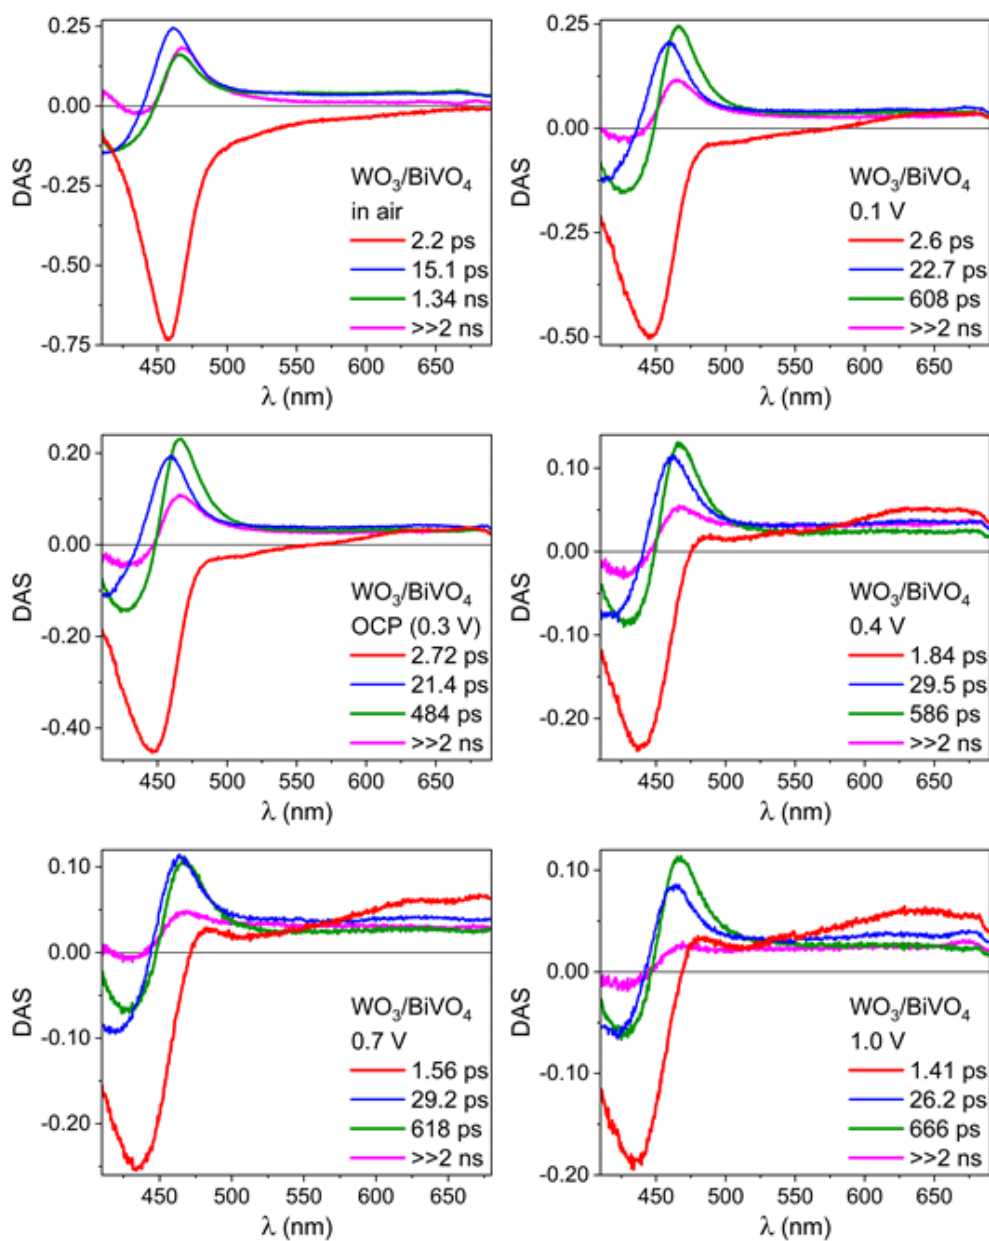 0.25
0.00
-0.25
-0.50
-0.75
DAS
WO₃/BiVO₄
in air
2.2 ps
15.1 ps
1.34 ns
>>2 ns
450 500 550 600 650
λ (nm)
0.25
0.00
-0.25
-0.50
DAS
WO₃/BiVO₄
0.1 V
2.6 ps
22.7 ps
608 ps
>>2 ns
450 500 550 600 650
λ (nm)
0.20
0.00
-0.20
-0.40
DAS
WO₃/BiVO₄
OCP (0.3 V)
2.72 ps
21.4 ps
484 ps
>>2 ns
450 500 550 600 650
λ (nm)
0.10
0.00
-0.10
-0.20
DAS
WO₃/BiVO₄
0.4 V
1.84 ps
29.5 ps
586 ps
>>2 ns
450 500 550 600 650
λ (nm)
0.10
0.00
-0.10
-0.20
DAS
WO₃/BiVO₄
0.7 V
1.56 ps
29.2 ps
618 ps
>>2 ns
450 500 550 600 650
λ (nm)
0.10
0.00
-0.10
-0.20
DAS
WO₃/BiVO₄
1.0 V
1.41 ps
26.2 ps
666 ps
>>2 ns
450 500 550 600 650
λ (nm)